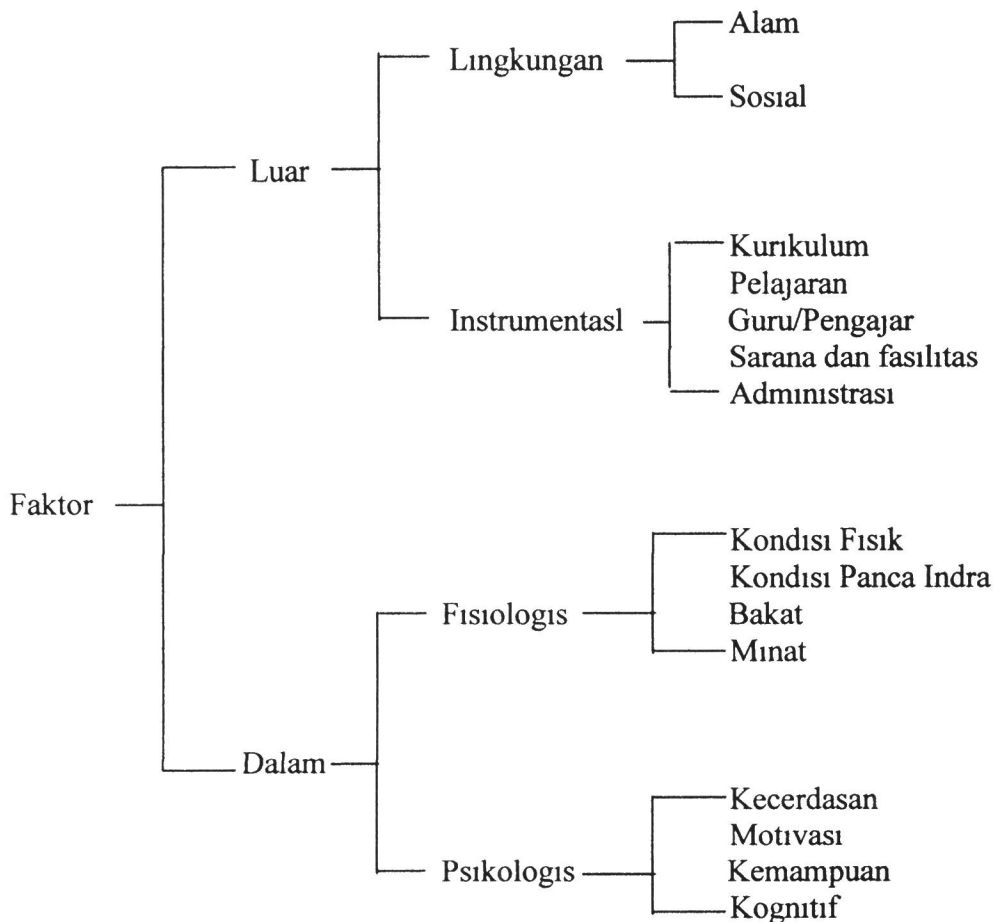 Faktor
Luar
Lingkungan
Alam
Sosial
Instrumentasl
Kurikulum
Pelajaran
Guru/Pengajar
Sarana dan fasilitas
Administrasi
Dalam
Fisiologis
Kondisi Fisik
Kondisi Panca Indra
Bakat
Minat
Psikologis
Kecerdasan
Motivasi
Kemampuan
Kognitif